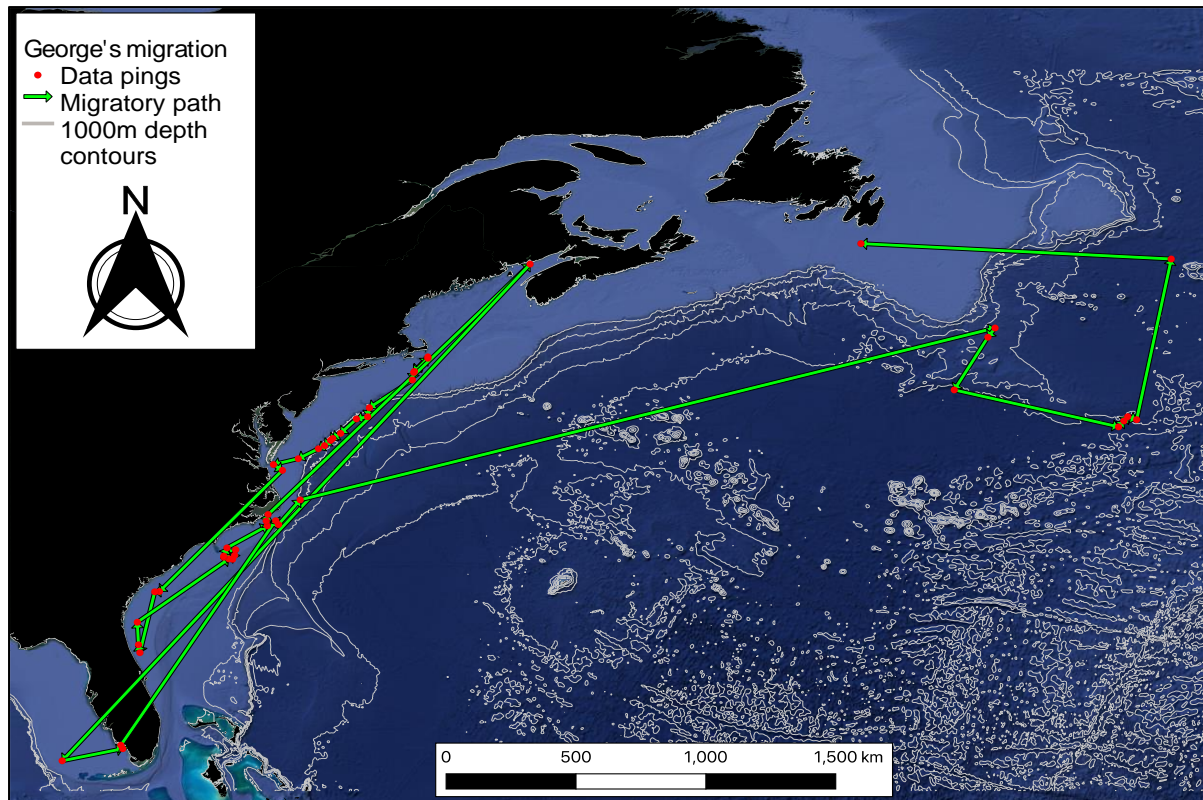 George's migration
Data pings
Migratory path
1000m depth
contours
N
0 500 1,000 1,500 km